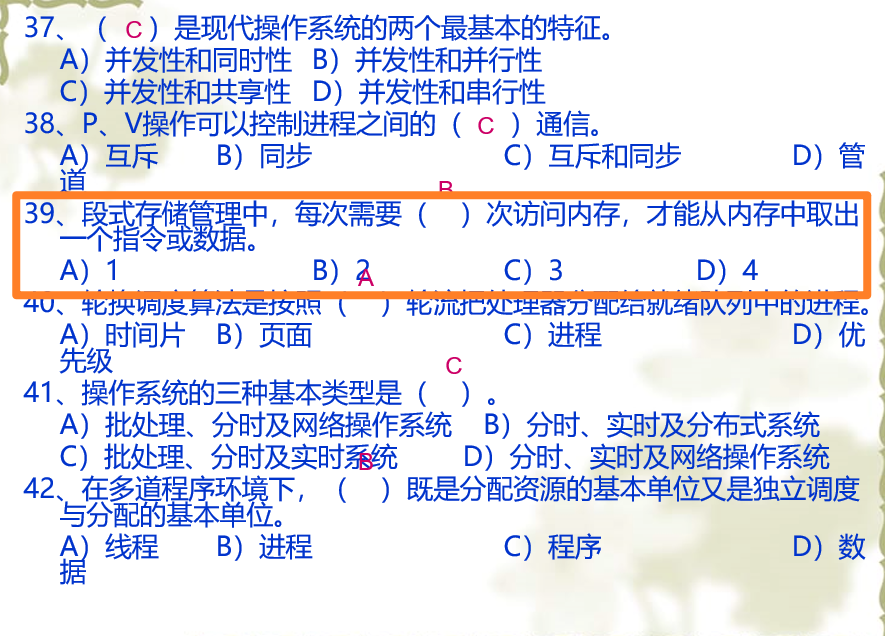 37、（ C ）是现代操作系统的两个最基本的特征。
A）并发性和同时性 B）并发性和并行性
C）并发性和共享性 D）并发性和串行性
38、P、V操作可以控制进程之间的（ C ）通信。
A）互斥 B）同步 C）互斥和同步 D）管
道
B
39、段式存储管理中，每次需要（ ）次访问内存，才能从内存中取出
一个指令或数据。
A）1 B）2 C）3 D）4
A
40、轮换调度算法是按照（ ）轮流把处理器分配给就绪队列中的进程。
A）时间片 B）页面 C）进程 D）优
先级
C
41、操作系统的三种基本类型是（ ）。
A）批处理、分时及网络操作系统 B）分时、实时及分布式系统
C）批处理、分时及实时系统 D）分时、实时及网络操作系统
B
42、在多道程序环境下，（ ）既是分配资源的基本单位又是独立调度
与分配的基本单位。
A）线程 B）进程 C）程序 D）数
据